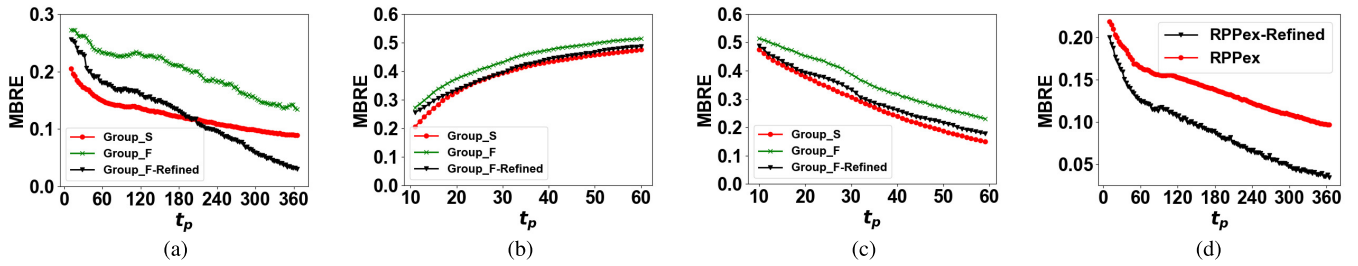 0.3
0.2
0.1
0.0
MBRE
0 60 120 180 240 300 360
t_p
Group_S
Group_F
Group_F-Refined
(a)
0.6
0.5
0.4
0.3
0.2
0.1
0.0
MBRE
10 20 30 40 50 60
t_p
Group_S
Group_F
Group_F-Refined
(b)
0.6
0.5
0.4
0.3
0.2
0.1
0.0
MBRE
10 20 30 40 50 60
t_p
Group_S
Group_F
Group_F-Refined
(c)
0.20
0.15
0.10
0.05
MBRE
0 60 120 180 240 300 360
t_p
RPPex-Refined
RPPex
(d)